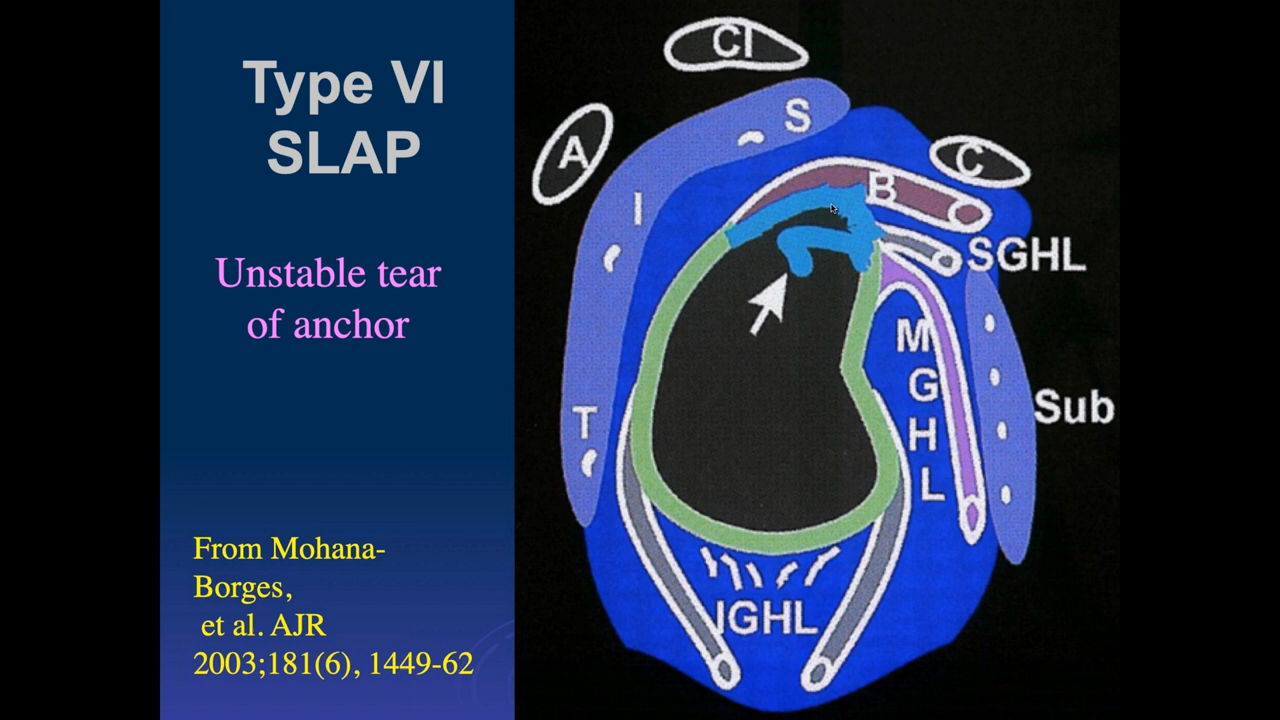 Type VI
SLAP
Unstable tear
of anchor
From Mohana-
Borges,
et al. AJR
2003;181(6), 1449-62
Cl
S
A
C
B
I
SGHL
M
G
H
L
Sub
T
IGHL